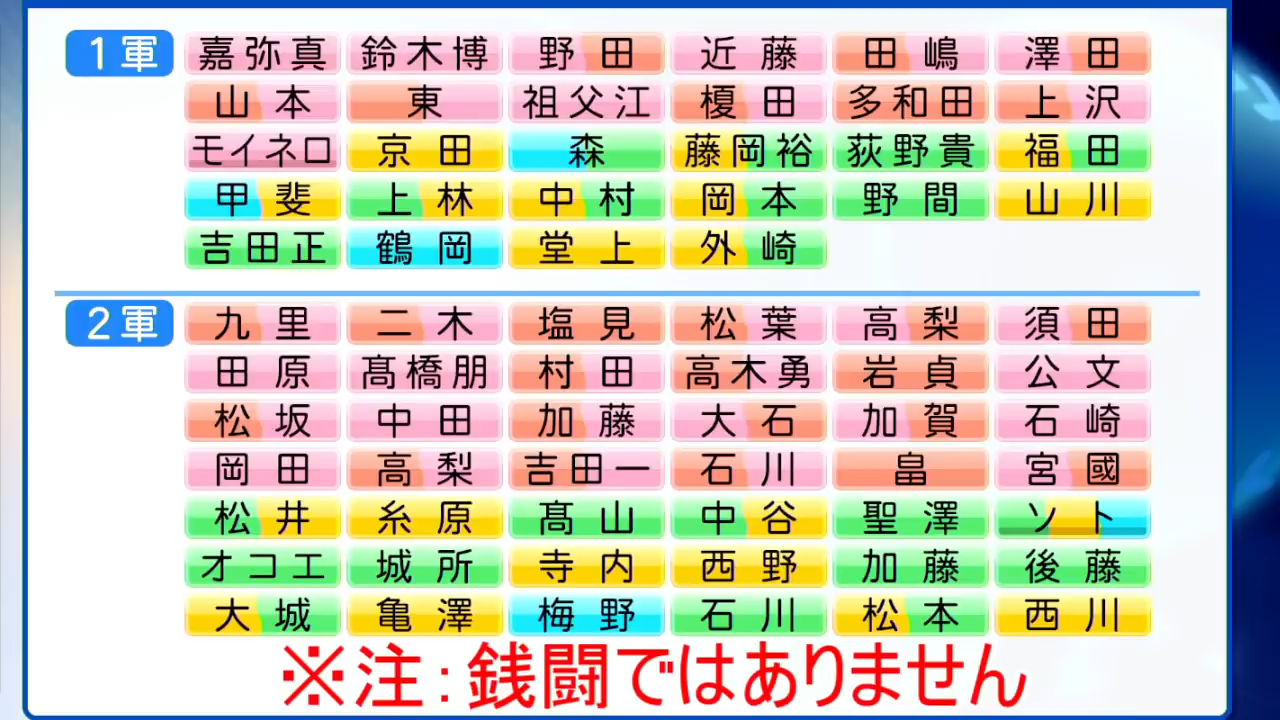 1軍 嘉弥真 鈴木博 野田 近藤 田嶋 澤田
山本 東 祖父江 榎田 多和田 上沢
モイネロ 京田 森 藤岡裕 荻野貴 福田
甲斐 上林 中村 岡本 野間 山川
吉田正 鶴岡 堂上 外崎
2軍 九里 二木 塩見 松葉 高梨 須田
田原 髙橋朋 村田 高木勇 岩貞 公文
松坂 中田 加藤 大石 加賀 石崎
岡田 高梨 吉田一 石川 畠 宮國
松井 糸原 髙山 中谷 聖澤 ソト
オコエ 城所 寺内 西野 加藤 後藤
大城 亀澤 梅野 石川 松本 西川
※注:銭闘ではありません